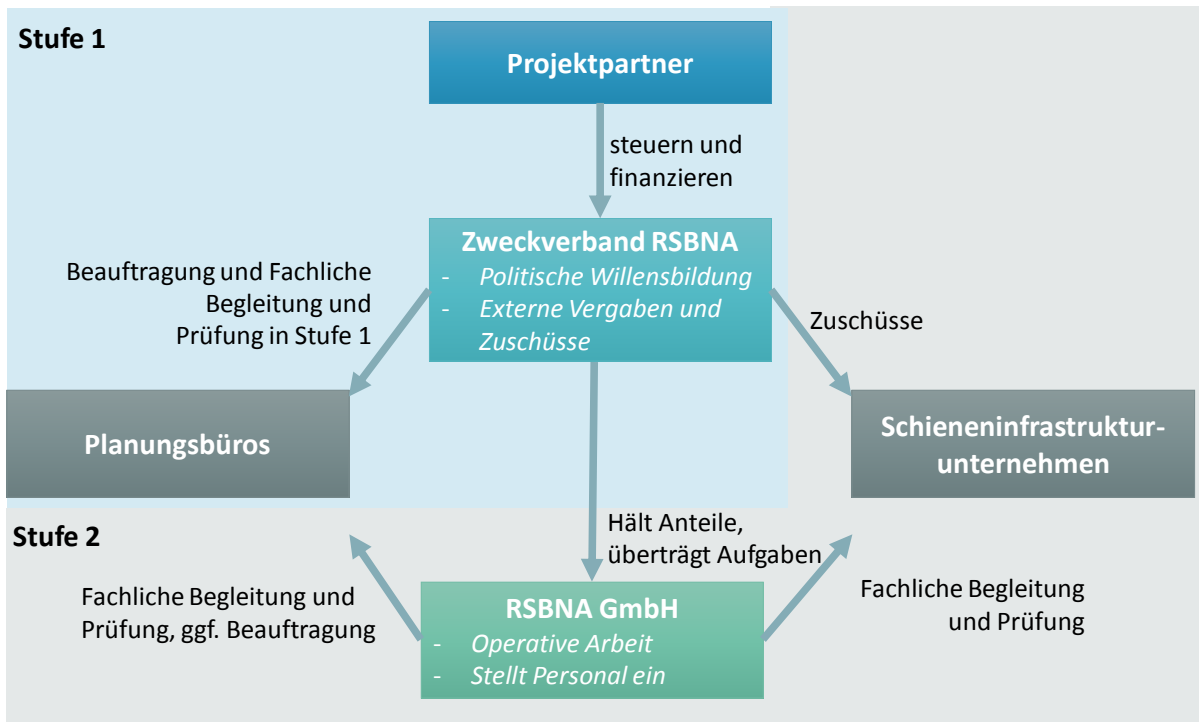 Stufe 1
Projektpartner
steuern und
finanzieren
Zweckverband RSBNA
- Politische Willensbildung
- Externe Vergaben und
Zuschüsse
Beauftragung und Fachliche
Begleitung und
Prüfung in Stufe 1
Zuschüsse
Planungsbüros
Schieneninfrastruktur-
unternehmen
Stufe 2
Hält Anteile,
überträgt Aufgaben
Fachliche Begleitung und
Prüfung, ggf. Beauftragung
RSBNA GmbH
- Operative Arbeit
- Stellt Personal ein
Fachliche Begleitung
und Prüfung